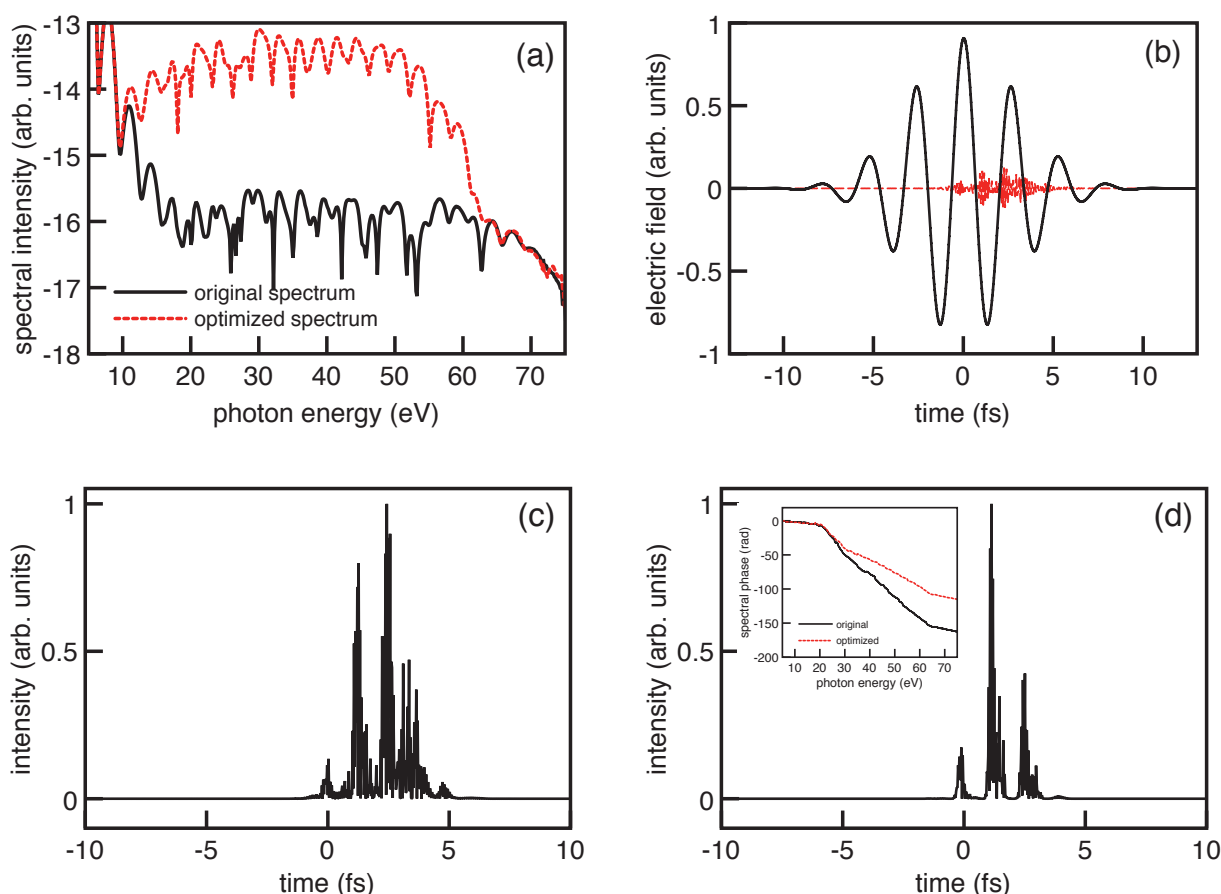 (a)
spectral intensity (arb. units)
-13
-14
-15
-16
-17
-18
original spectrum
optimized spectrum
10 20 30 40 50 60 70
photon energy (eV)
(b)
electric field (arb. units)
1
0.5
0
-0.5
-1
-10 -5 0 5 10
time (fs)
(c)
intensity (arb. units)
1
0.5
0
-10 -5 0 5 10
time (fs)
(d)
intensity (arb. units)
1
0.5
0
-10 -5 0 5 10
time (fs)
spectral phase (rad)
0
-50
-100
-150
-200
original
optimized
10 20 30 40 50 60 70
photon energy (eV)